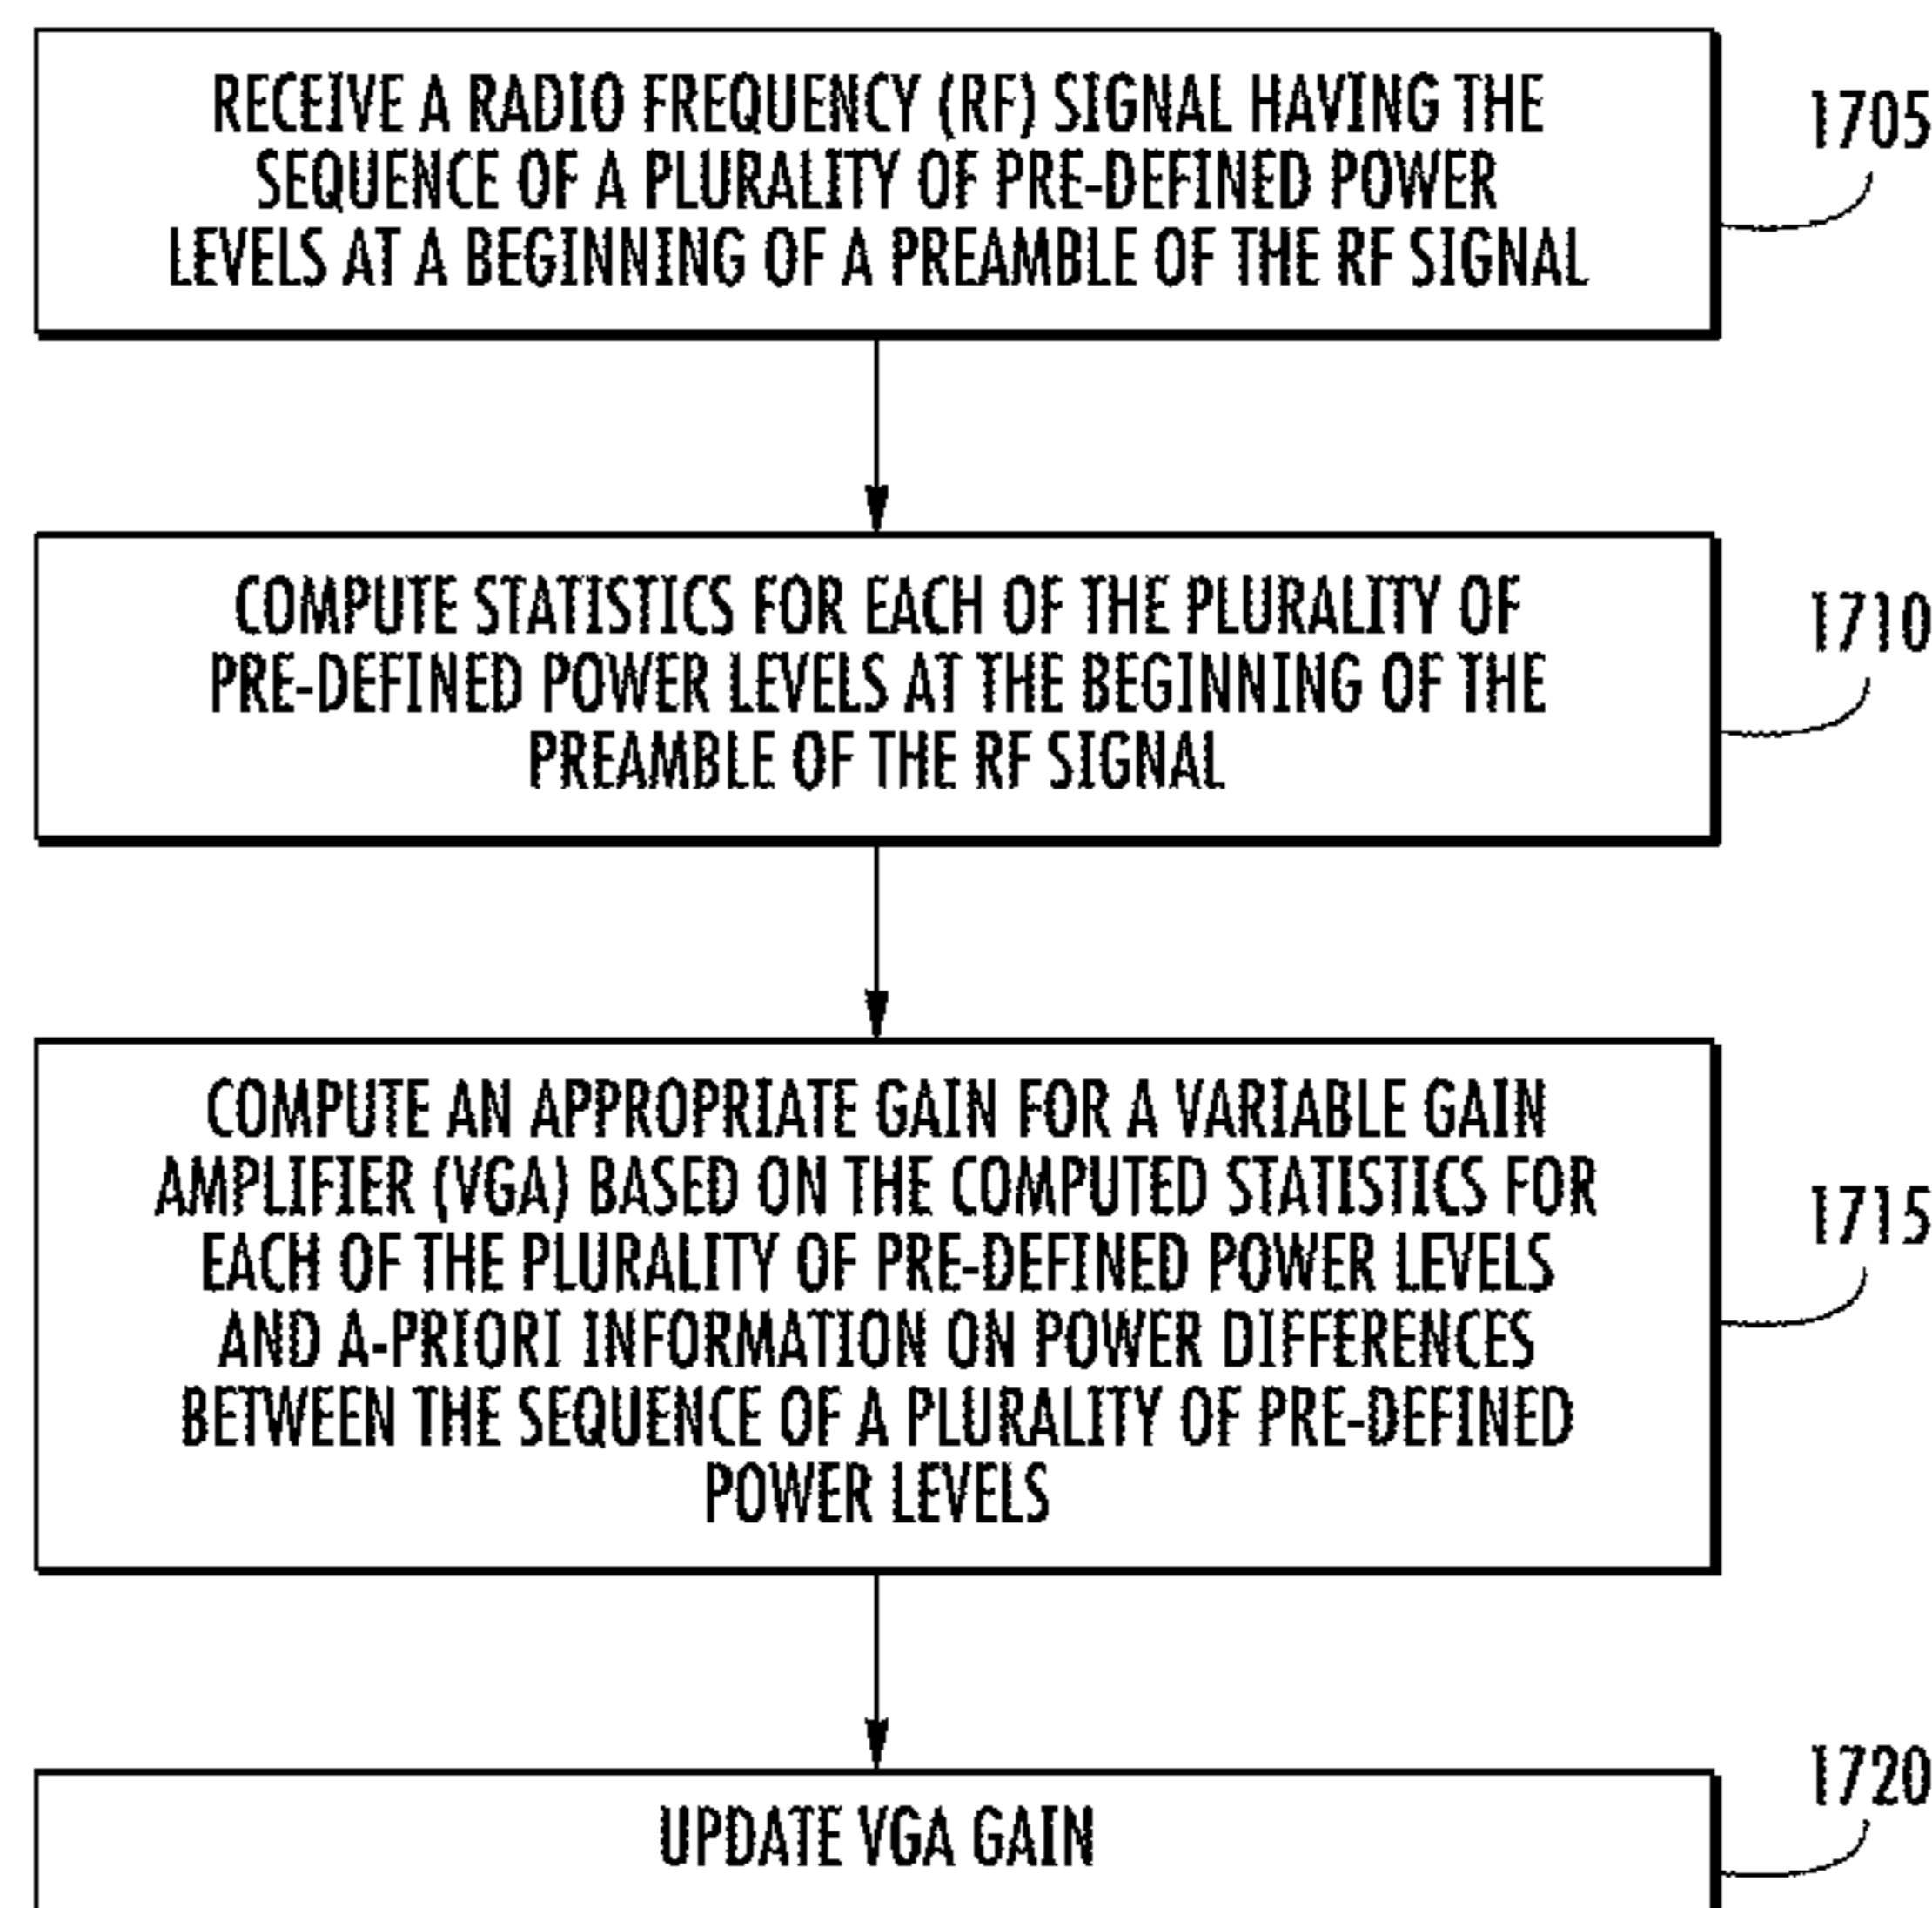 RECEIVE A RADIO FREQUENCY (RF) SIGNAL HAVING THE
SEQUENCE OF A PLURALITY OF PRE-DEFINED POWER
LEVELS AT A BEGINNING OF A PREAMBLE OF THE RF SIGNAL
1705
COMPUTE STATISTICS FOR EACH OF THE PLURALITY OF
PRE-DEFINED POWER LEVELS AT THE BEGINNING OF THE
PREAMBLE OF THE RF SIGNAL
1710
COMPUTE AN APPROPRIATE GAIN FOR A VARIABLE GAIN
AMPLIFIER (VGA) BASED ON THE COMPUTED STATISTICS FOR
EACH OF THE PLURALITY OF PRE-DEFINED POWER LEVELS
AND A-PRIORI INFORMATION ON POWER DIFFERENCES
BETWEEN THE SEQUENCE OF A PLURALITY OF PRE-DEFINED
POWER LEVELS
1715
UPDATE VGA GAIN
1720